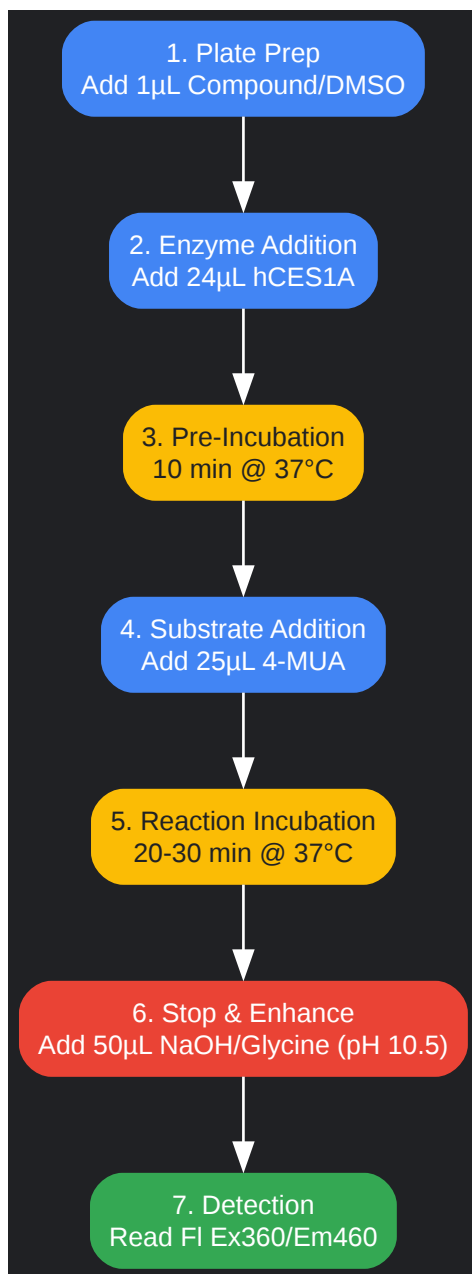 1. Plate Prep
Add 1µL Compound/DMSO
2. Enzyme Addition
Add 24µL hCES1A
3. Pre-Incubation
10 min @ 37°C
4. Substrate Addition
Add 25µL 4-MUA
5. Reaction Incubation
20-30 min @ 37°C
6. Stop & Enhance
Add 50µL NaOH/Glycine (pH 10.5)
7. Detection
Read Fl Ex360/Em460